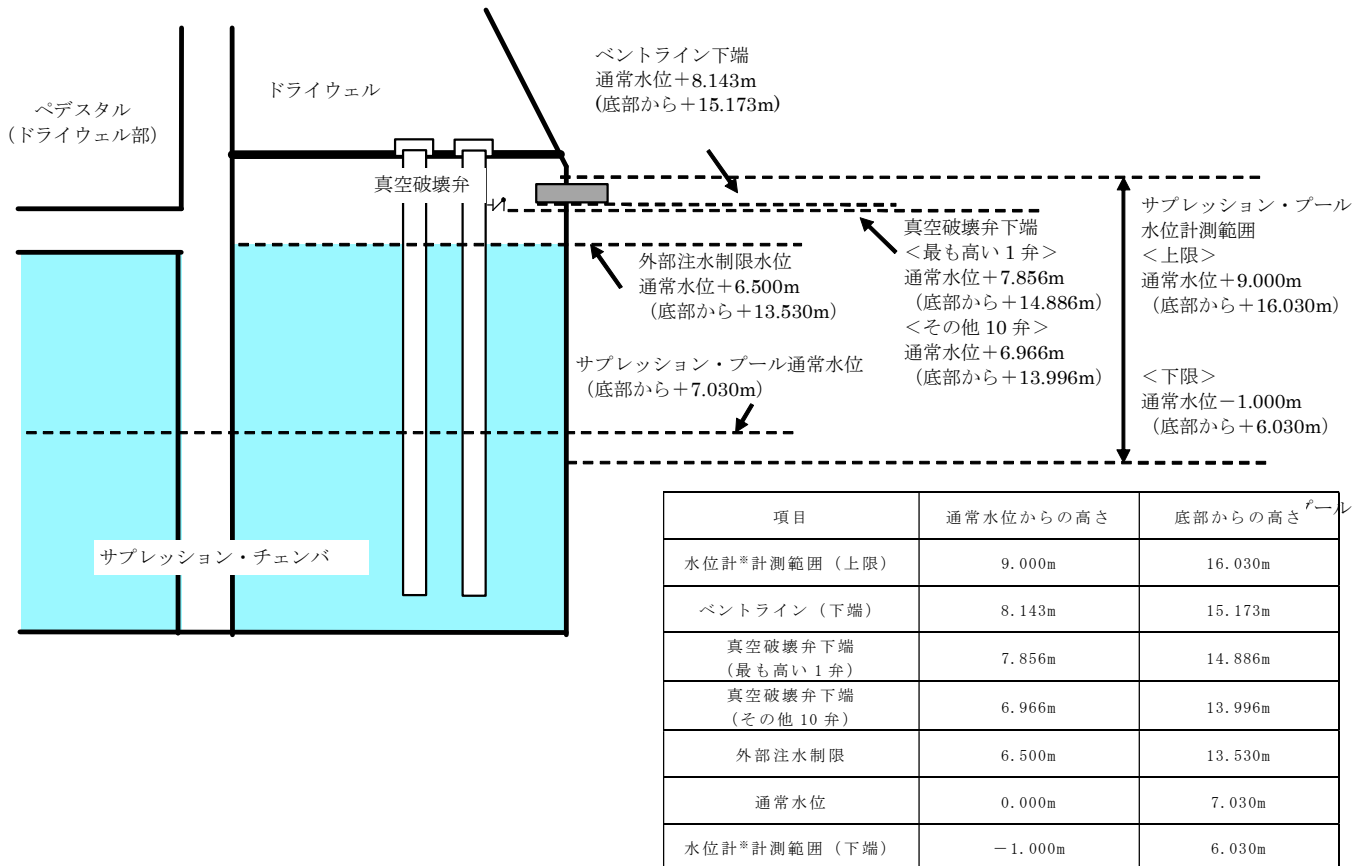 ペデスタル
(ドライウェル部)
ドライウェル
ベントライン下端
通常水位+8.143m
(底部から+15.173m)
真空破壊弁
外部注水制限水位
通常水位+6.500m
(底部から+13.530m)
真空破壊弁下端
<最も高い 1 弁>
通常水位+7.856m
(底部から+14.886m)
<その他 10 弁>
通常水位+6.966m
(底部から+13.996m)
サプレッション・プール
水位計測範囲
<上限>
通常水位+9.000m
(底部から+16.030m)
<下限>
通常水位-1.000m
(底部から+6.030m)
サプレッション・プール通常水位
(底部から+7.030m)
サプレッション・チェンバ
項目 通常水位からの高さ 底部からの高さ
プール
水位計※計測範囲(上限) 9.000m 16.030m
ベントライン(下端) 8.143m 15.173m
真空破壊弁下端
(最も高い 1 弁) 7.856m 14.886m
真空破壊弁下端
(その他 10 弁) 6.966m 13.996m
外部注水制限 6.500m 13.530m
通常水位 0.000m 7.030m
水位計※計測範囲(下端) -1.000m 6.030m